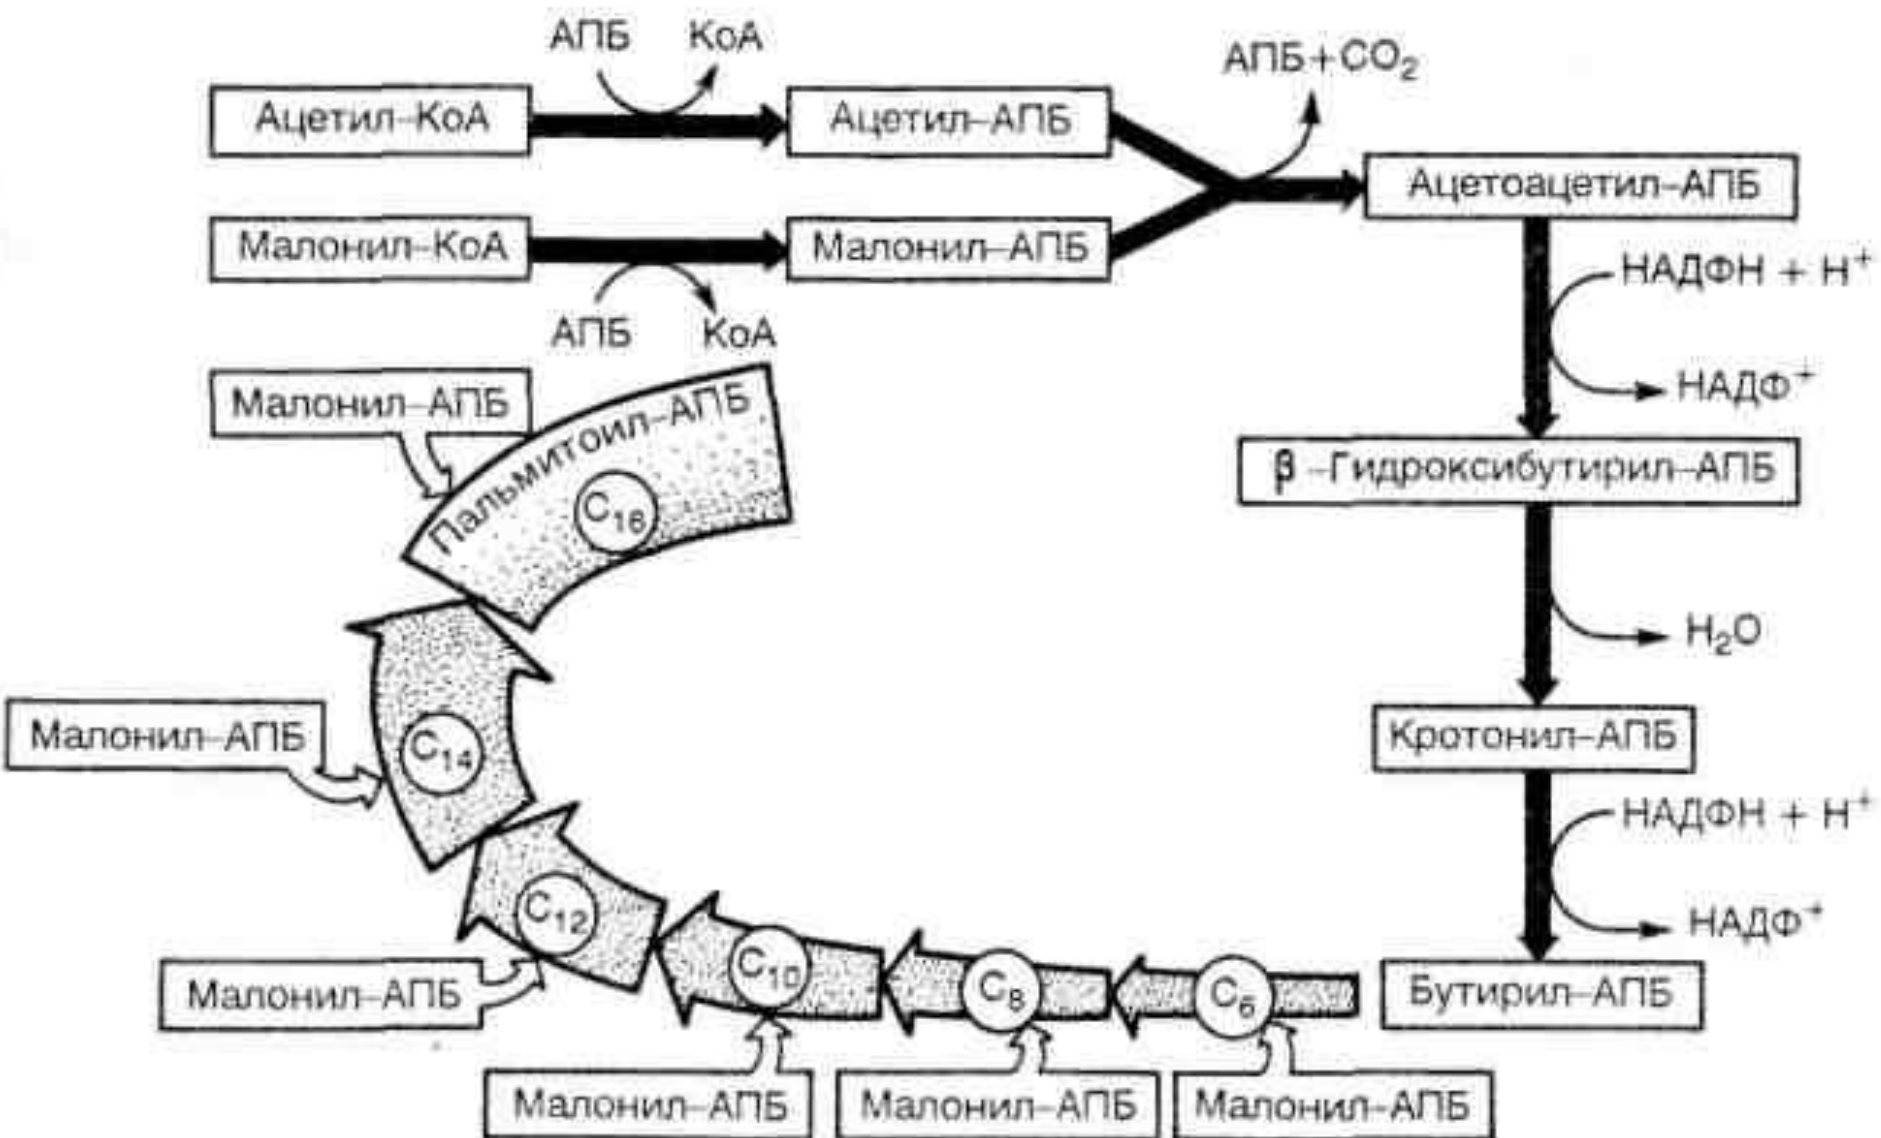 АПБ КоА
АПБ+CO₂
Ацетил–КоА
Ацетил–АПБ
Ацетоацетил–АПБ
Малонил–КоА
Малонил–АПБ
НАДФН + H⁺
АПБ КоА
НАДФ⁺
Малонил–АПБ
Пальмитоил–АПБ
C₁₆
β–Гидроксибутирил–АПБ
H₂O
Малонил–АПБ
C₁₄
Кротонил–АПБ
НАДФН + H⁺
НАДФ⁺
C₁₂
Малонил–АПБ
C₁₀
C₈
C₆
Бутирил–АПБ
Малонил–АПБ
Малонил–АПБ
Малонил–АПБ